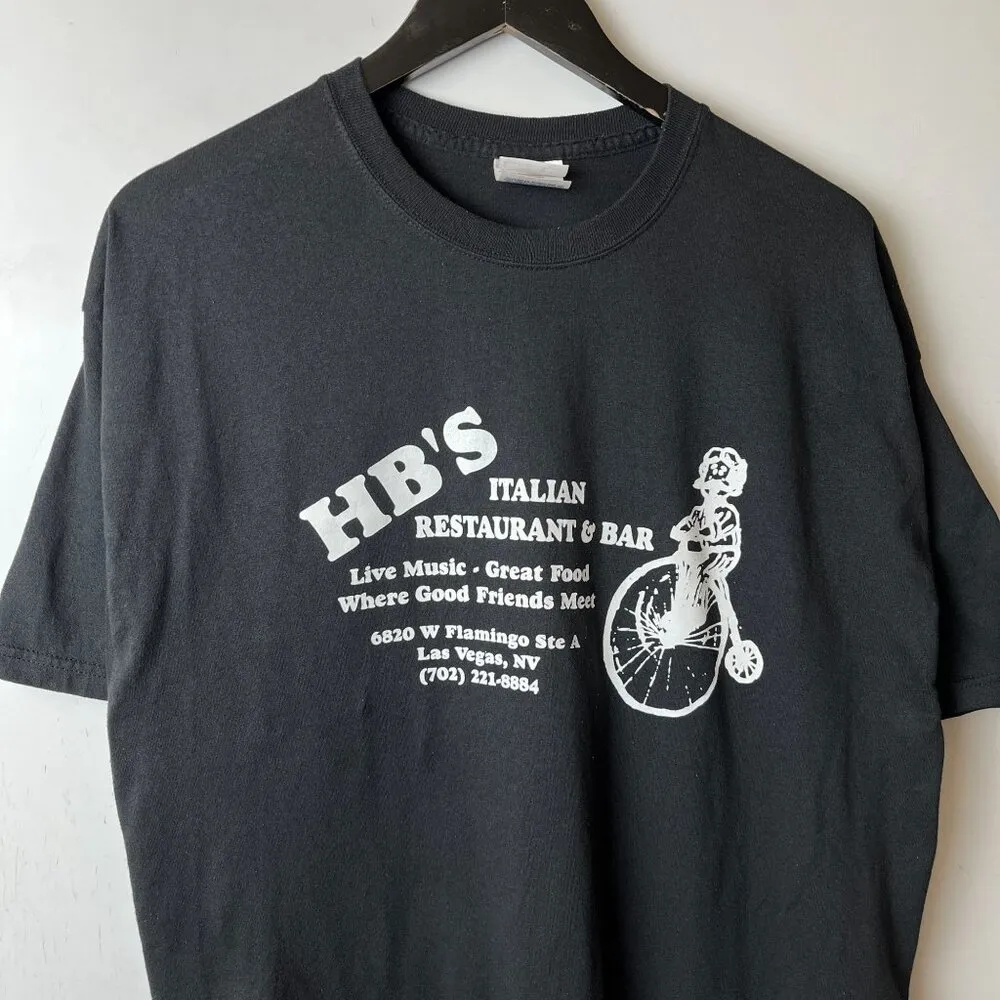 HB'S
ITALIAN
RESTAURANT & BAR
Live Music - Great Food
Where Good Friends Meet
6820 W Flamingo Ste A
Las Vegas, NV
(702) 221-8884